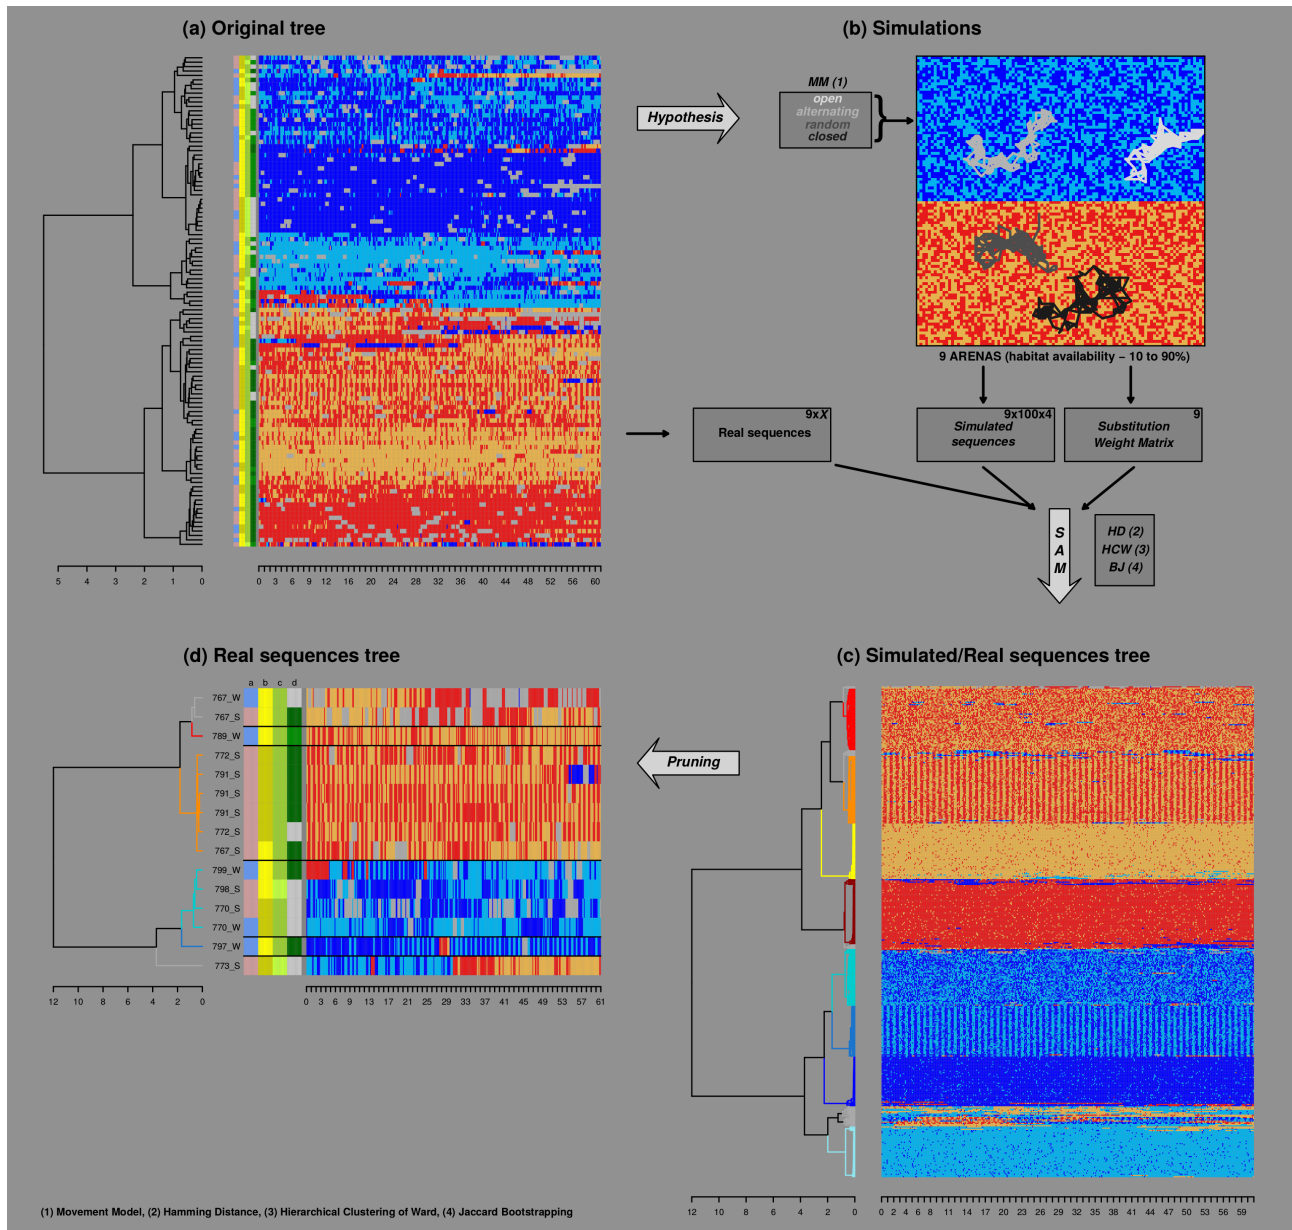 (a) Original tree
5 4 3 2 1 0
0 3 6 9 12 16 20 24 28 32 36 40 44 48 52 56 60
(b) Simulations
Hypothesis
MM (1)
open
alternating
random
closed
9 ARENAS (habitat availability − 10 to 90%)
9xX
Real sequences
9x100x4
Simulated
sequences
9
Substitution
Weight Matrix
S
A
M
HD (2)
HCW (3)
BJ (4)
(d) Real sequences tree
a b c d
767_W
767_S
789_W
772_S
791_S
791_S
791_S
772_S
767_S
799_W
798_S
770_S
770_W
797_W
773_S
12 10 8 6 4 2 0
0 3 6 9 13 17 21 25 29 33 37 41 45 49 53 57 61
Pruning
(c) Simulated/Real sequences tree
12 10 8 6 4 2 0
0 2 4 6 8 11 14 17 20 23 26 29 32 35 38 41 44 47 50 53 56 59
(1) Movement Model, (2) Hamming Distance, (3) Hierarchical Clustering of Ward, (4) Jaccard Bootstrapping